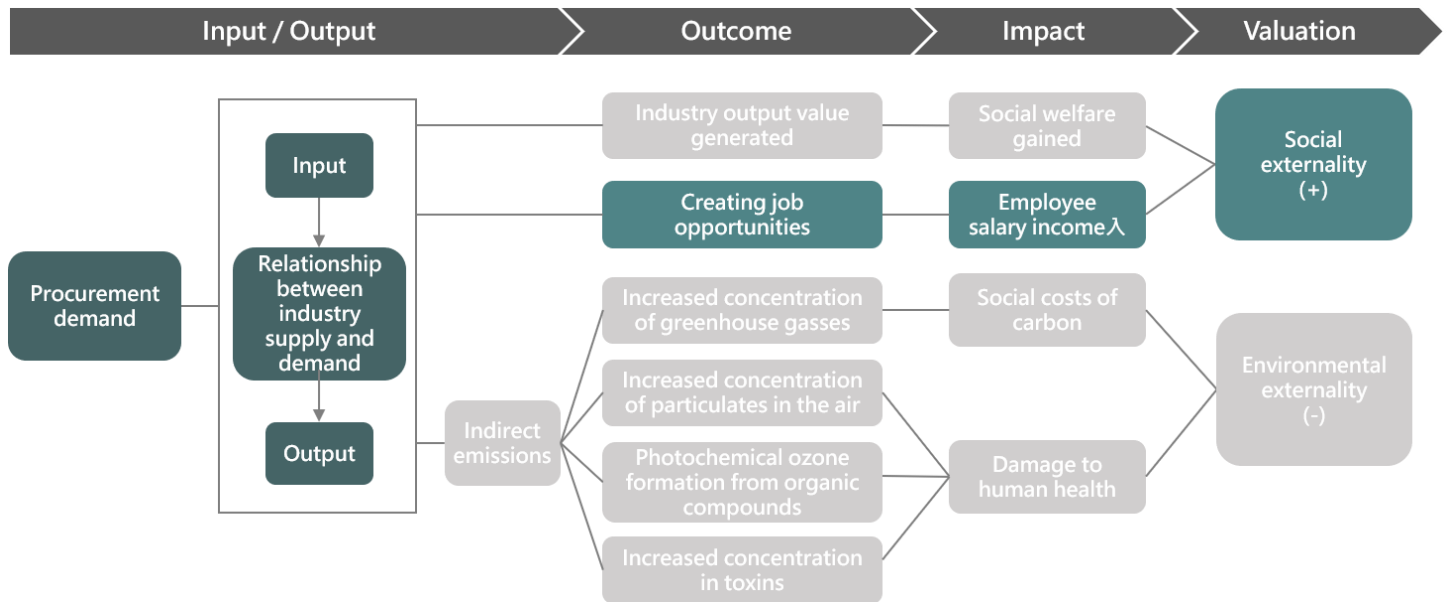 Input / Output
Outcome
Impact
Valuation
Procurement
demand
Input
Relationship
between
industry
supply and
demand
Output
Indirect
emissions
Industry output value
generated
Creating job
opportunities
Increased concentration
of greenhouse gasses
Increased concentration
of particulates in the air
Photochemical ozone
formation from organic
compounds
Increased concentration
in toxins
Social welfare
gained
Employee
salary income入
Social costs of
carbon
Damage to
human health
Social
externality
(+)
Environmental
externality
(-)